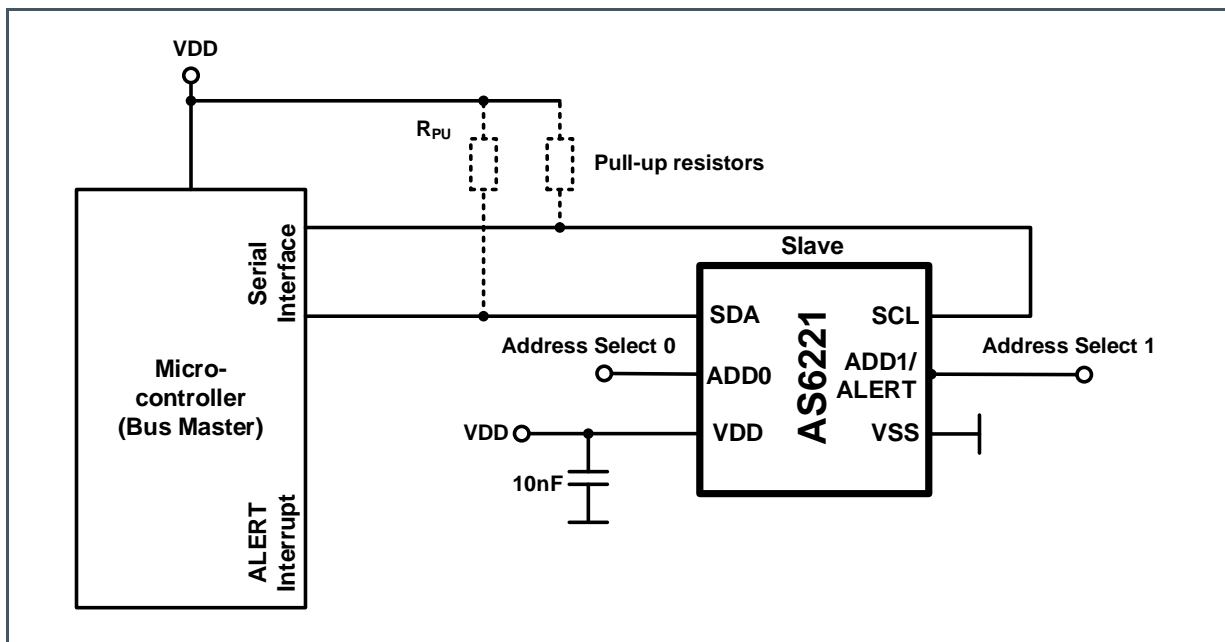 VDD
R_PU
Pull-up resistors
Serial
Interface
Slave
SDA
SCL
Address Select 0
ADD0
ADD1/
ALERT
Address Select 1
Micro-
controller
(Bus Master)
AS6221
VDD
VDD
VSS
10nF
ALERT
Interrupt